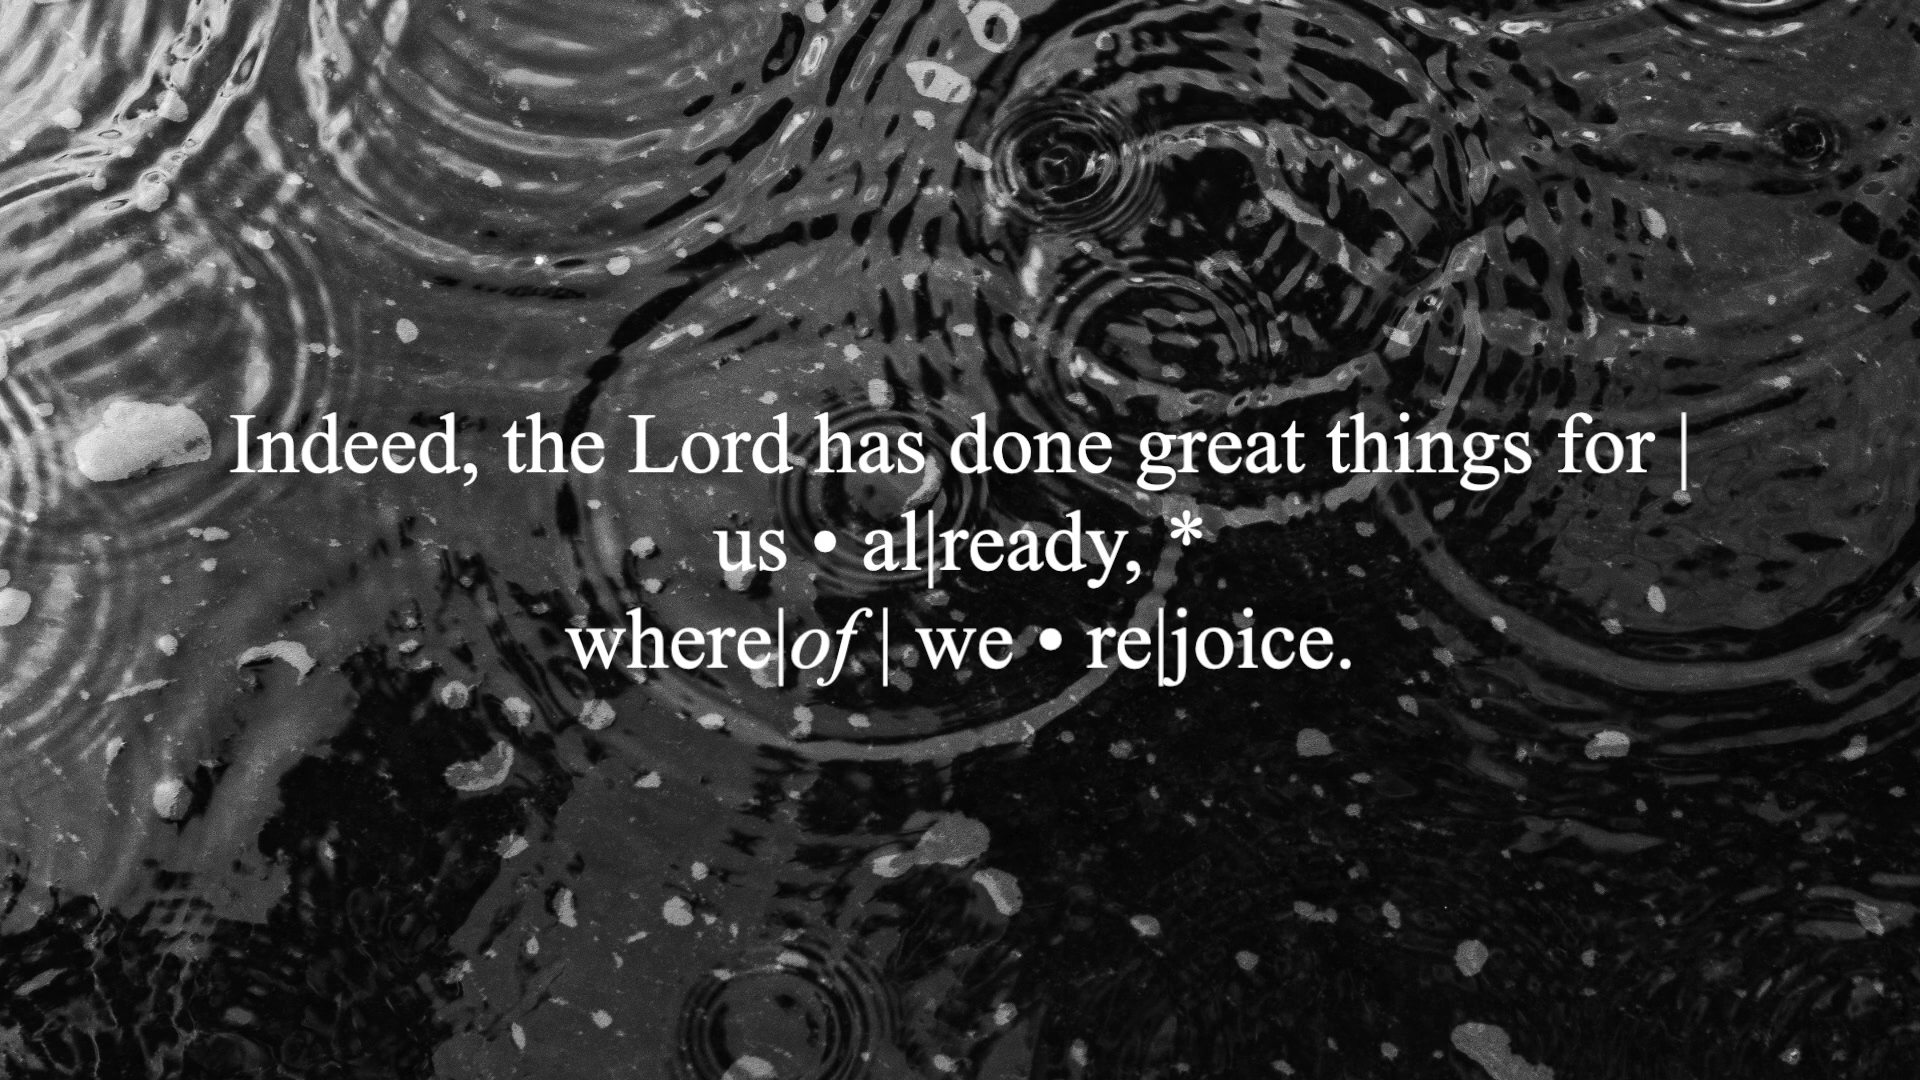 Indeed, the Lord has done great things for |
us • al|ready, *
where|of | we • re|joice.